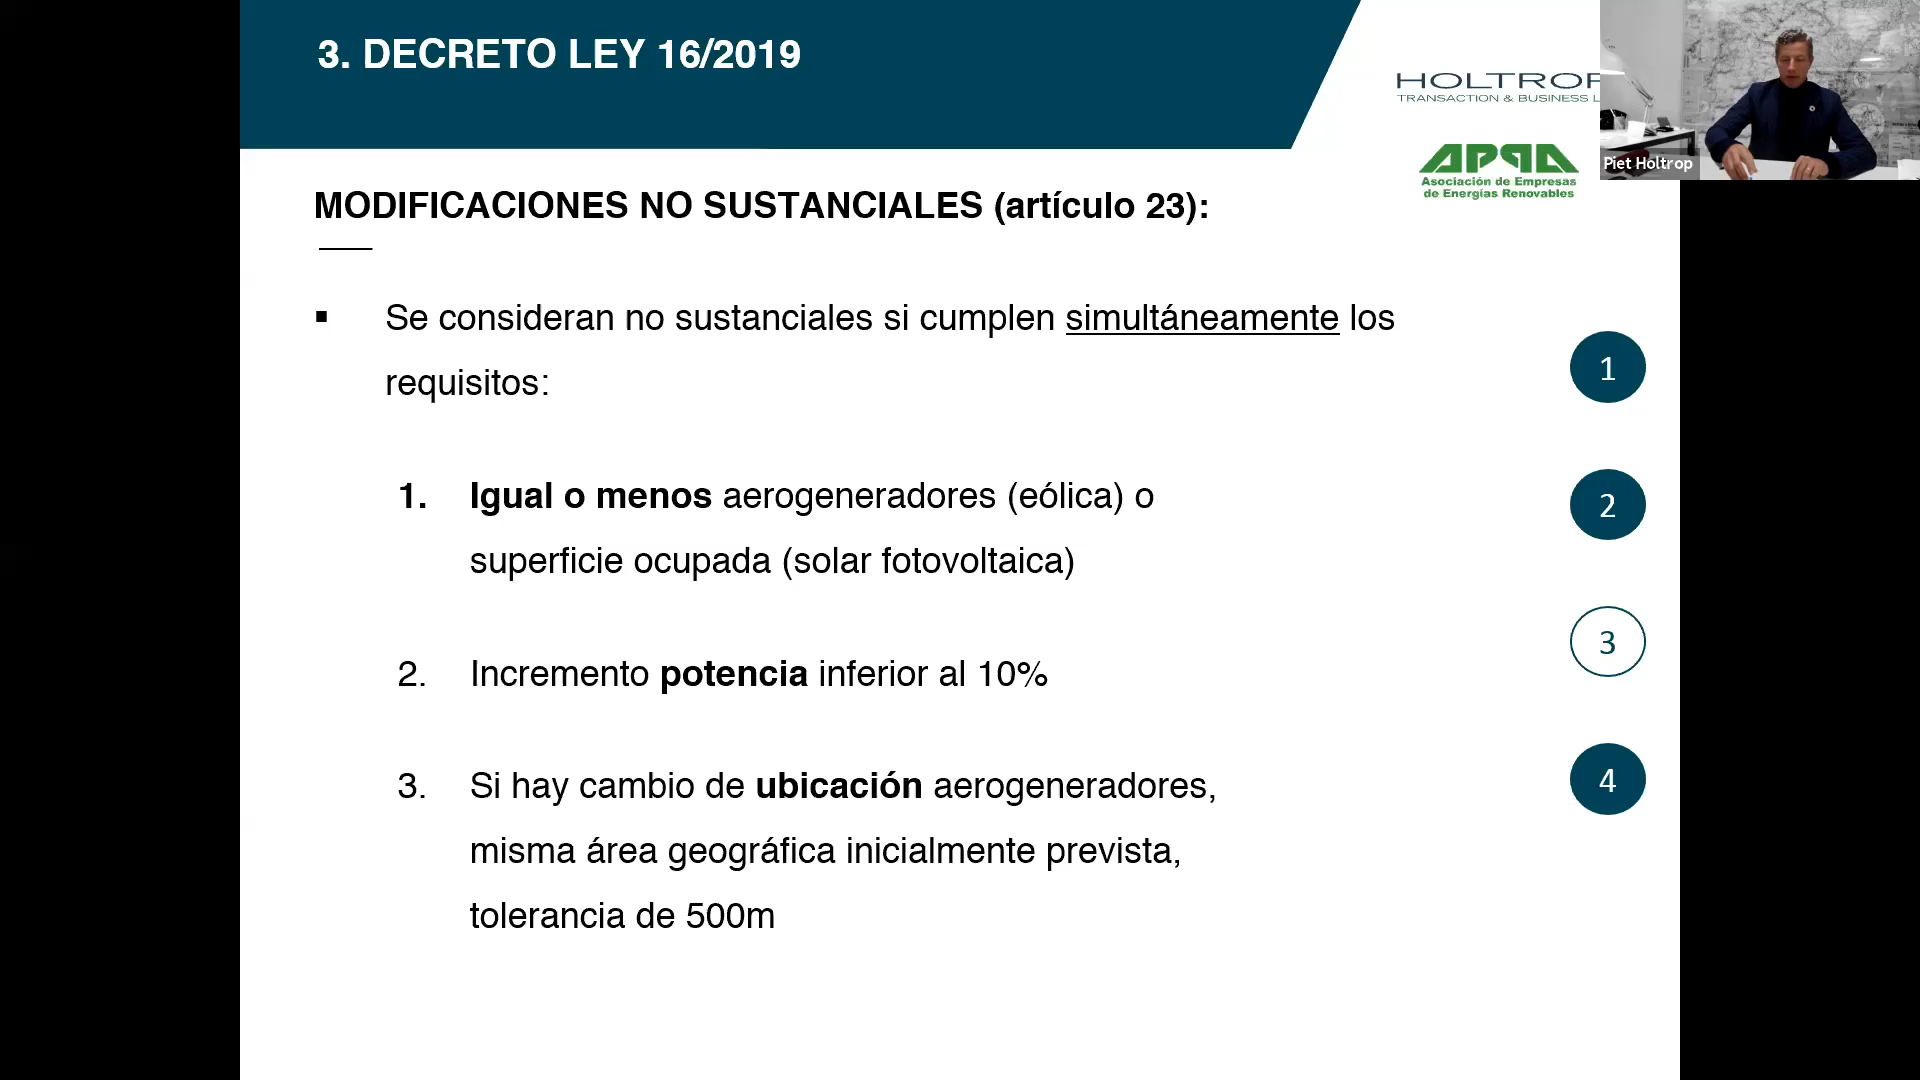 3. DECRETO LEY 16/2019
HOLTROP
TRANSACTION & BUSINESS L
APPA
Asociación de Empresas
de Energías Renovables
Piet Holtrop
MODIFICACIONES NO SUSTANCIALES (artículo 23):
▪ Se consideran no sustanciales si cumplen simultáneamente los
requisitos:
1. Igual o menos aerogeneradores (eólica) o
superficie ocupada (solar fotovoltaica)
2. Incremento potencia inferior al 10%
3. Si hay cambio de ubicación aerogeneradores,
misma área geográfica inicialmente prevista,
tolerancia de 500m
1
2
3
4